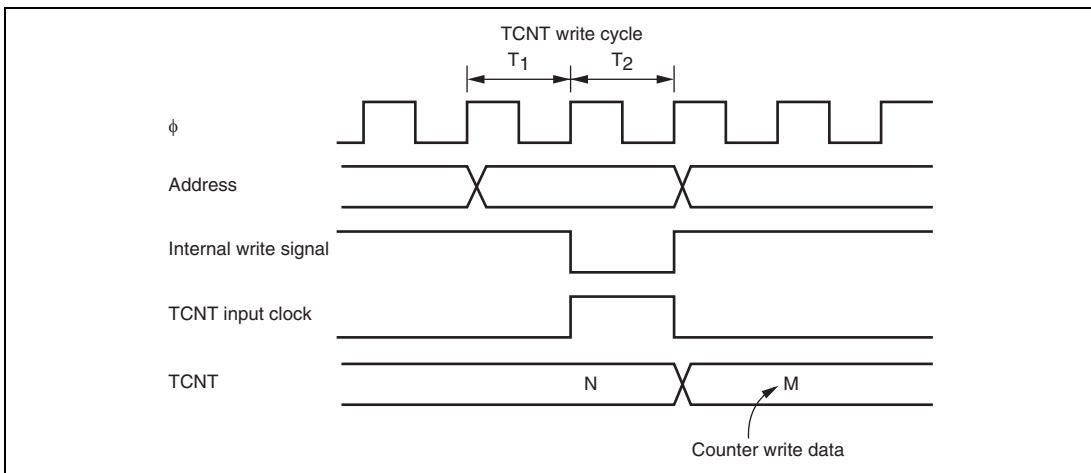 TCNT write cycle
T1 T2
ϕ
Address
Internal write signal
TCNT input clock
TCNT N M
Counter write data